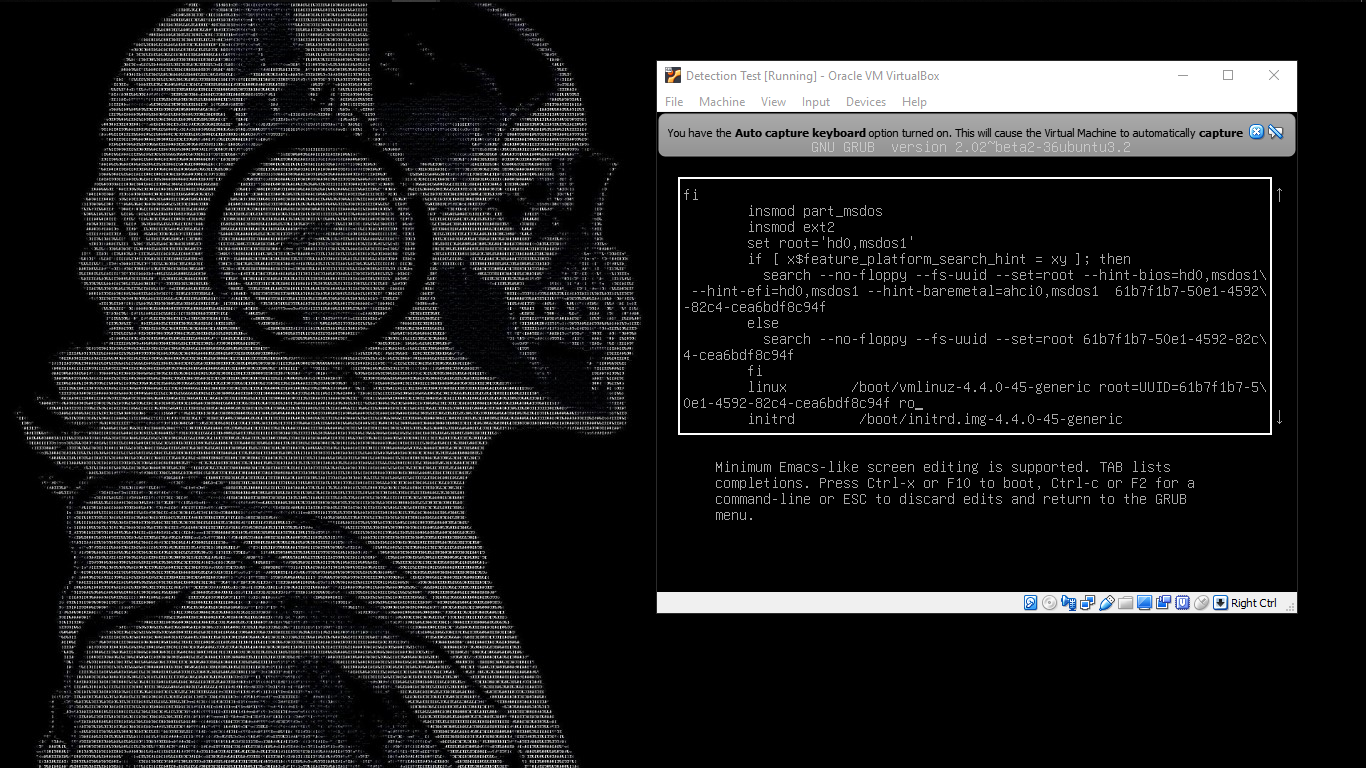 Detection Test [Running] - Oracle VM VirtualBox
File Machine View Input Devices Help
You have the Auto capture keyboard option turned on. This will cause the Virtual Machine to automatically capture
GNU GRUB version 2.02~beta2-36ubuntu3.2
fi
insmod part_msdos
insmod ext2
set root='hd0,msdos1'
if [ x$feature_platform_search_hint = xy ]; then
search --no-floppy --fs-uuid --set=root --hint-bios=hd0,msdos1\
--hint-efi=hd0,msdos1 --hint-baremetal=ahci0,msdos1 61b7f1b7-50e1-4592\
-82c4-cea6bdf8c94f
else
search --no-floppy --fs-uuid --set=root 61b7f1b7-50e1-4592-82c\
4-cea6bdf8c94f
fi
linux /boot/vmlinuz-4.4.0-45-generic root=UUID=61b7f1b7-5\
0e1-4592-82c4-cea6bdf8c94f ro_
initrd /boot/initrd.img-4.4.0-45-generic
Minimum Emacs-like screen editing is supported. TAB lists
completions. Press Ctrl-x or F10 to boot, Ctrl-c or F2 for a
command-line or ESC to discard edits and return to the GRUB
menu.
Right Ctrl